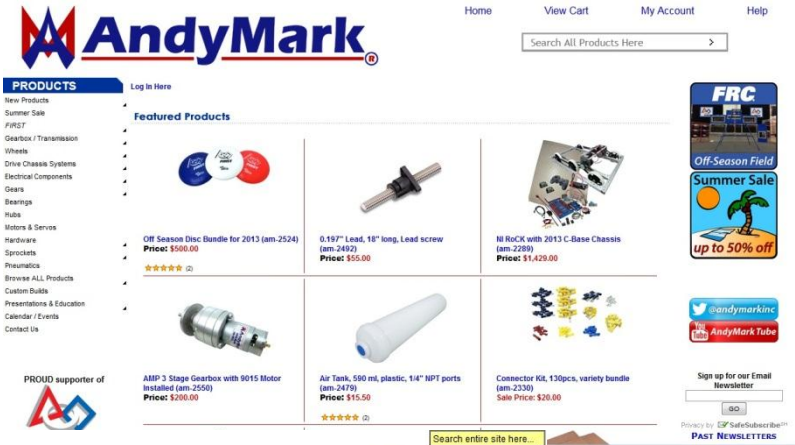 AndyMark®
Home
View Cart
My Account
Help
Search All Products Here >
PRODUCTS
New Products
Summer Sale
FIRST
Gearbox / Transmission
Wheels
Drive Chassis Systems
Electrical Components
Gears
Bearings
Hubs
Motors & Servos
Hardware
Sprockets
Pneumatics
Browse ALL Products
Custom Builds
Presentations & Education
Calendar / Events
Contact Us
PROUD supporter of
Log In Here
Featured Products
Off Season Disc Bundle for 2013 (am-2524)
Price: $500.00
(2)
0.197" Lead, 18" long, Lead screw
(am-2492)
Price: $55.00
NI RoCK with 2013 C-Base Chassis
(am-2289)
Price: $1,429.00
AMP 3 Stage Gearbox with 9015 Motor
Installed (am-2550)
Price: $200.00
Air Tank, 590 ml, plastic, 1/4" NPT ports
(am-2479)
Price: $15.50
(2)
Connector Kit, 130pcs, variety bundle
(am-2330)
Sale Price: $20.00
Search entire site here...
FRC
Off-Season Field
Summer Sale
up to 50% off
@andymarkinc
You Tube AndyMark Tube
Sign up for our Email
Newsletter
GO
Privacy by SafeSubscribe SM
PAST NEWSLETTERS